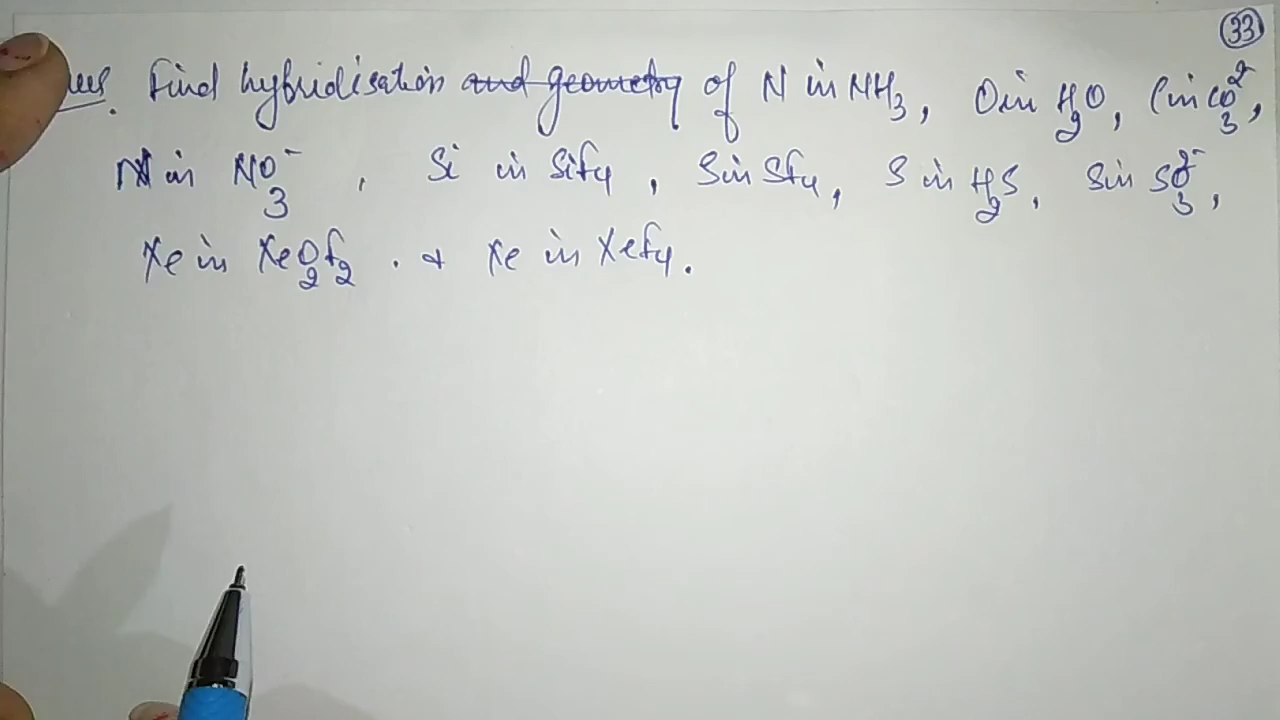 33
Find hybridisation and geometry of N in NH3, O in H2O, C in CO3^2-,
N in NO3^-, Si in SiF4, S in SF4, S in H2S, S in SO3^2-,
Xe in XeO2F2. & Xe in XeF4.